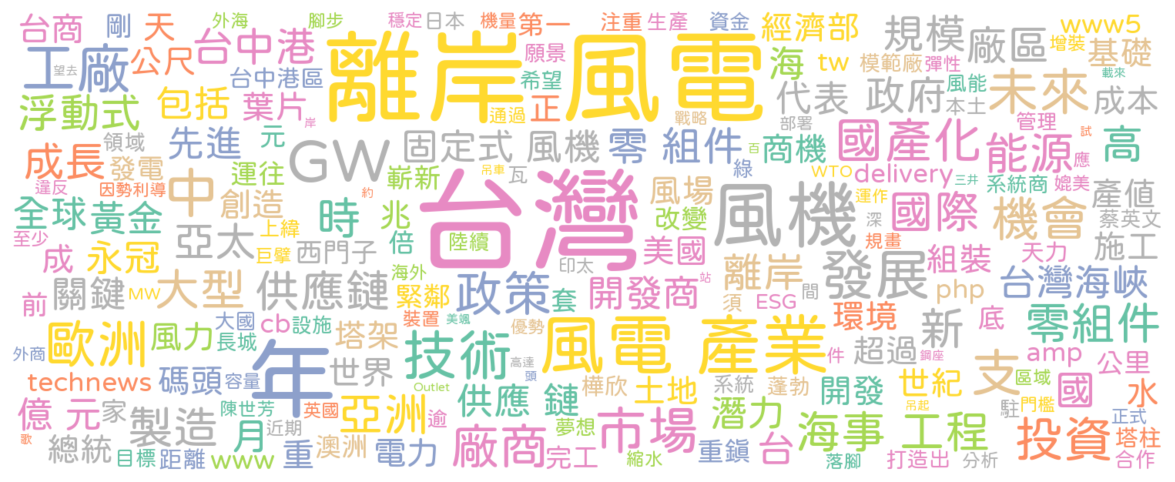 台商 剛 天 外海 腳步 穩定 日本 機量 第一 注重 生產 資金 經濟部 規模 www5
工廠 公尺 台中港 離岸風電 願景 希望 海 tw 模範廠 彈性 廠區 增裝 基礎
望去 台中港區 載來
浮動式 包括 葉片 正 通過 戰略 代表 政府 風能 本土 未來 成本
岸 部署
成長 領域 先進 元 GW 固定式 風機 零 組件 百 商機 國產化 管理 能源 試 高
發電 運往 吊車 嶄新 瓦 綠 WTO delivery 三井 系統商 應 媲美
違反 因勢利導 中 創造 約 台灣 風場 風機 運作 產值
全球 黃金 時 兆 改變 深 國際 機會 蔡英文
至少 上緯 陸續 規畫
成 永冠 亞太 巨擘 西門子 倍 印太 美國 發展 組裝 天力 施工
前 關鍵 MW 大型 供應鏈 海外 緊鄰 政策 套 開發商 站 離岸 須 ESG 間 php 台灣海峽
大國 cb 設施 裝置 美颯 優勢 環境 新 底 零組件
外商 歐洲 風力 長城 塔架 年 技術 高達 風電 產業 件 超過 鋼座 amp 公里
technews 碼頭 容量 世界 頭 Outlet 供應 鏈 樺欣 土地 系統 蓬勃 開發 世紀 支 區域 國 水
億 元 家 製造 陳世芳 英國 亞洲 逾 廠商 夢想 市場 潛力 吊起 海事 工程 駐 門檻 正式 投資
歌 總統 目標 月 距離 www 近期 重 澳洲 電力 完工 縮水 重鎮 台 落腳 打造出 分析 塔柱 合作